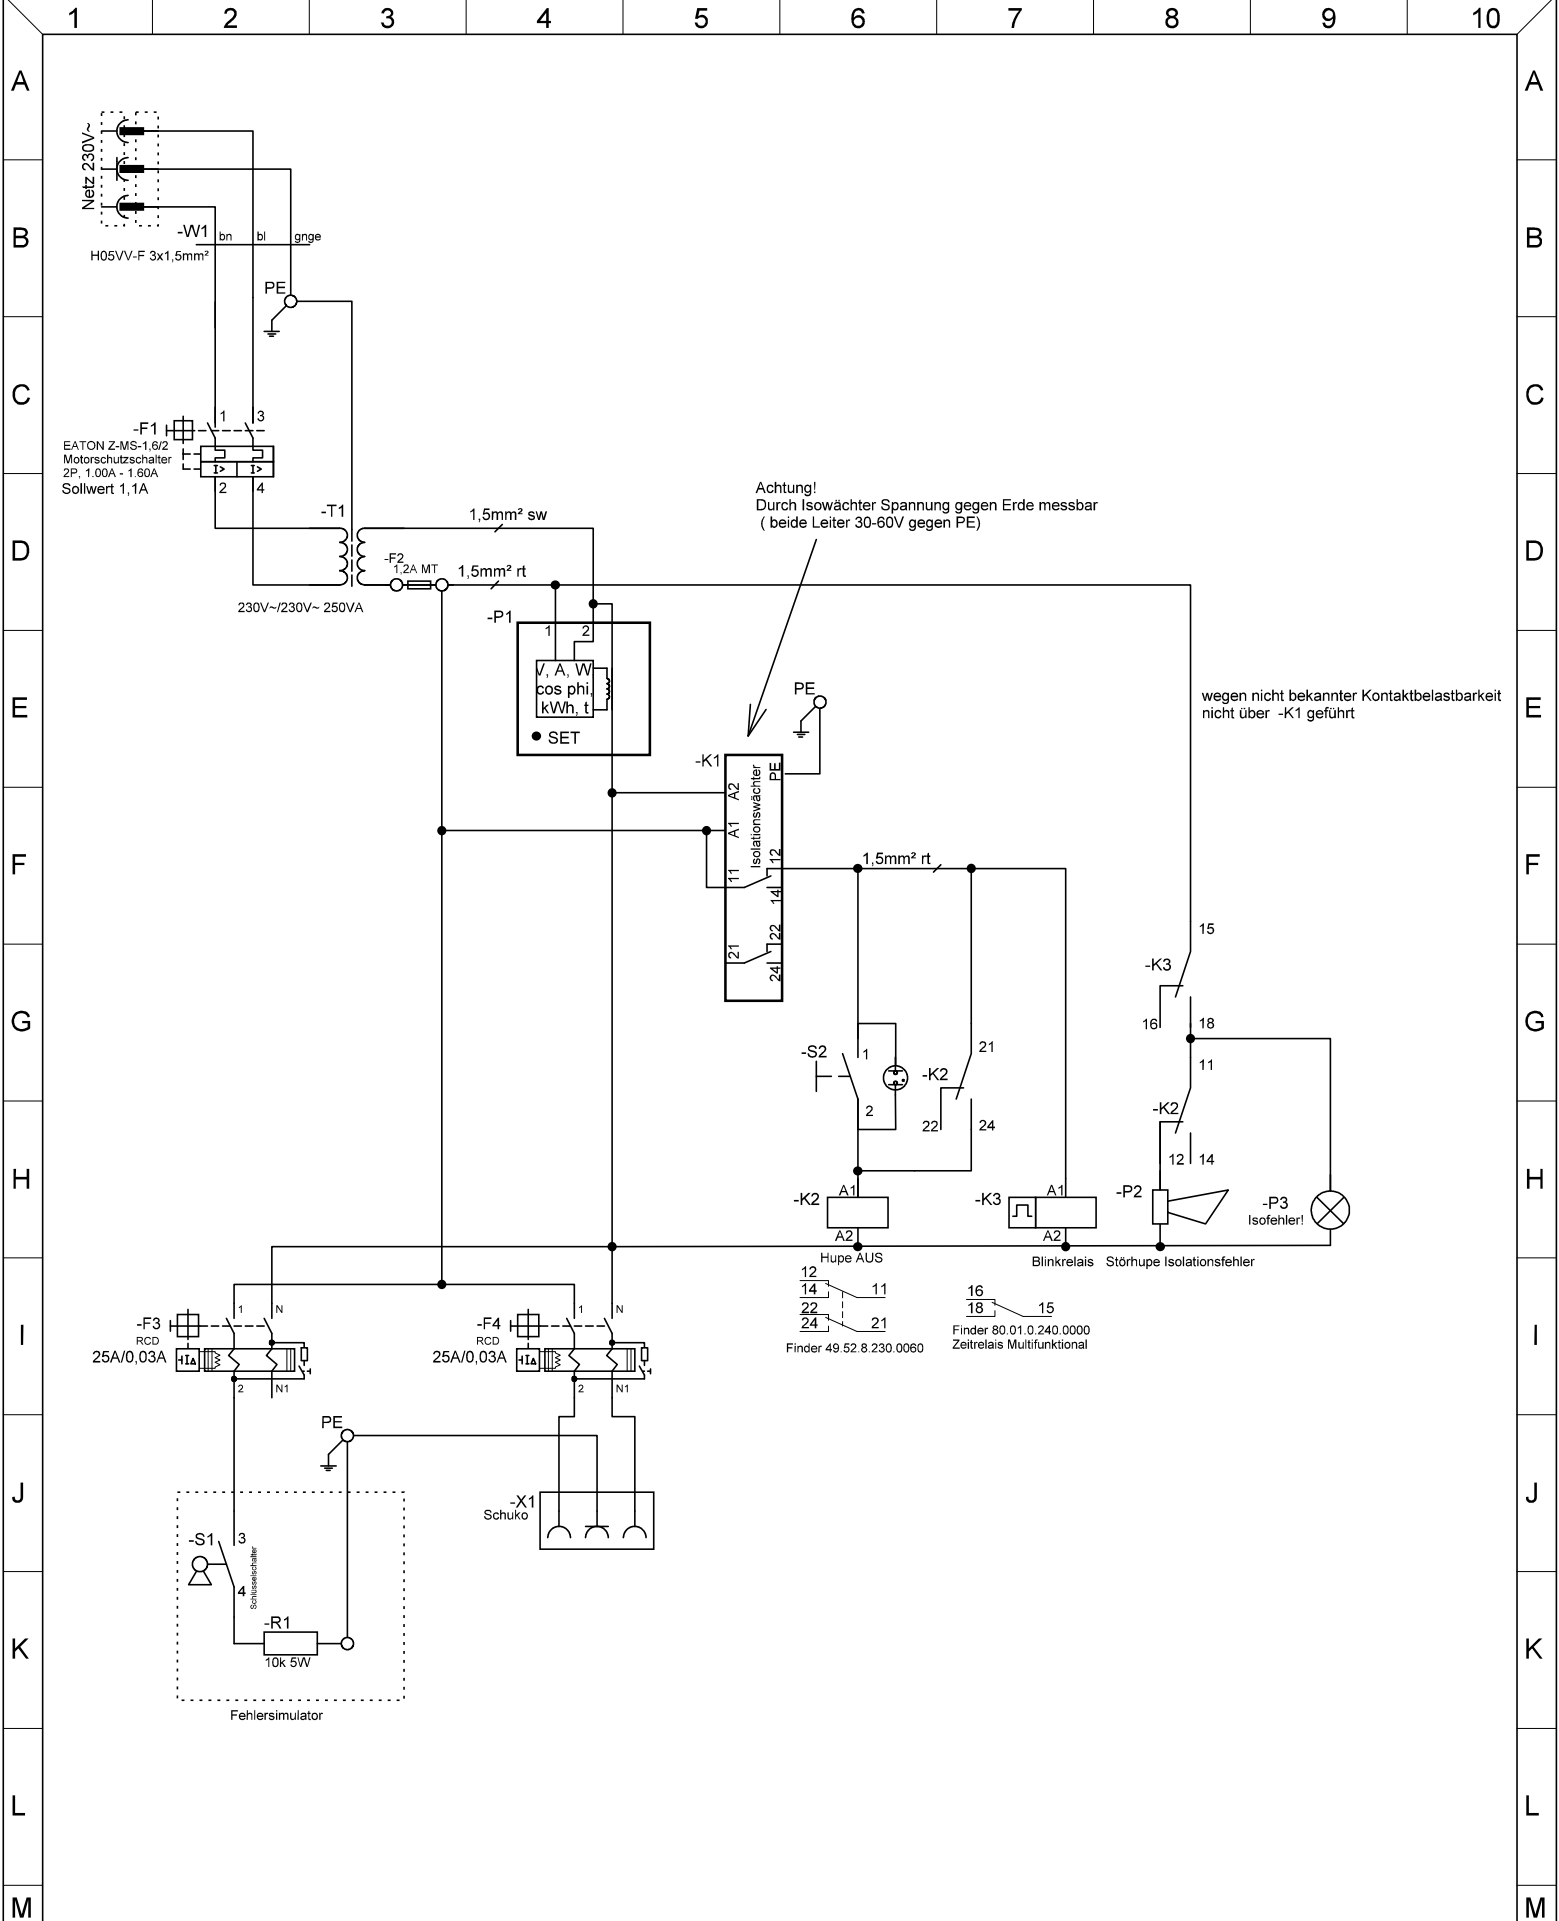 1 2 3 4 5 6 7 8 9 10
A A
Netz 230V~
B B
-W1 bn bl gnge
H05VV-F 3x1,5mm²
PE
C C
-F1 1 3
EATON Z-MS-1,6/2
Motorschutzschalter
2P, 1.00A - 1.60A
Sollwert 1,1A
I> I>
2 4
Achtung!
Durch Isowächter Spannung gegen Erde messbar
( beide Leiter 30-60V gegen PE)
-T1
1,5mm² sw
D D
-F2
1,2A MT
1,5mm² rt
230V~/230V~ 250VA
-P1
1 2
V, A, W
cos phi,
kWh, t
SET
E E
PE
wegen nicht bekannter Kontaktbelastbarkeit
nicht über -K1 geführt
-K1
Isolationswächter
PE
A2
A1
11
12
14
21
22
24
F F
1,5mm² rt
15
-K3
16 18
G G
-S2 1
2
21
-K2
22 24
11
-K2
12 14
H H
-K2 A1
A2
Hupe AUS
-K3 A1
A2
Blinkrelais
-P2
Störhupe Isolationsfehler
-P3
Isofehler!
12
14 11
22
24 21
Finder 49.52.8.230.0060
16
18 15
Finder 80.01.0.240.0000
Zeitrelais Multifunktional
I I
1 N
-F3
RCD
25A/0,03A
IΔ
2 N1
1 N
-F4
RCD
25A/0,03A
IΔ
2 N1
PE
J J
-X1
Schuko
-S1 3
4
Schlüsselschalter
K K
-R1
10k 5W
Fehlersimulator
L L
M M